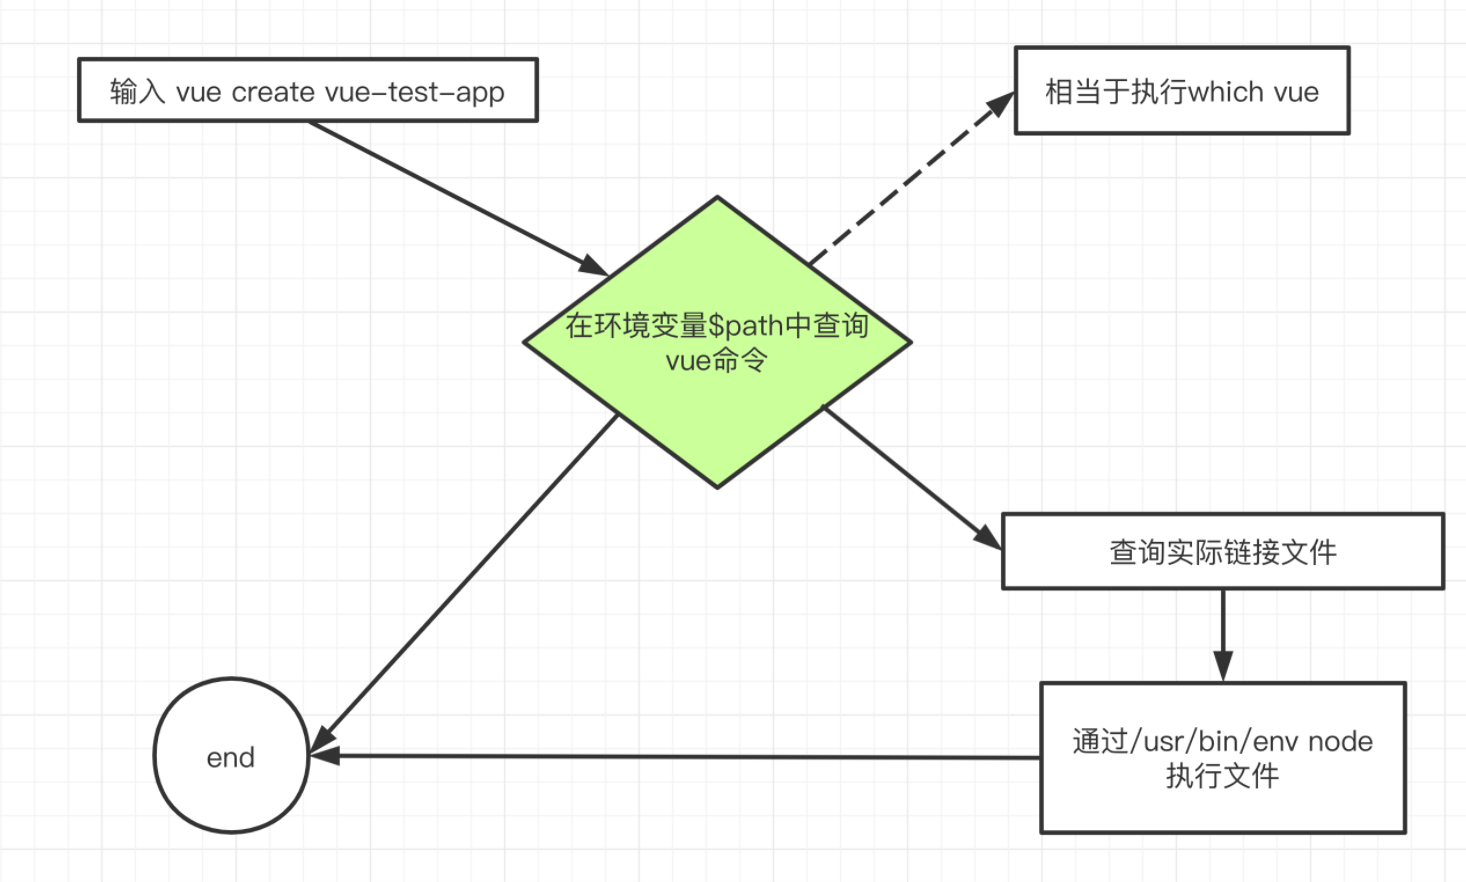 输入 vue create vue-test-app
相当于执行which vue
在环境变量$path中查询
vue命令
查询实际链接文件
通过/usr/bin/env node
执行文件
end